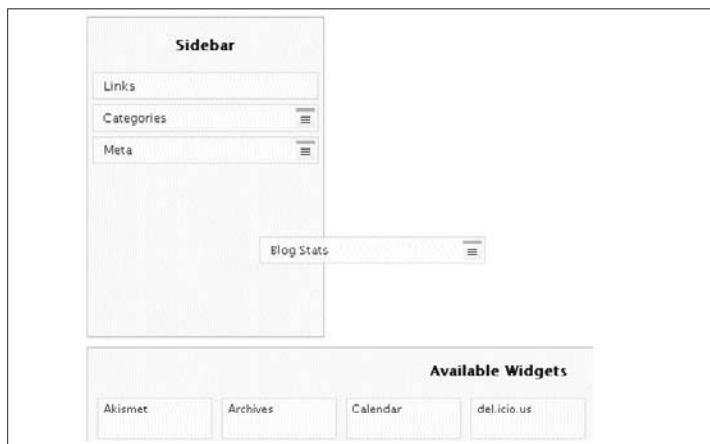 Sidebar
Links
Categories
Meta
Blog Stats
Available Widgets
Akismet
Archives
Calendar
del.icio.us